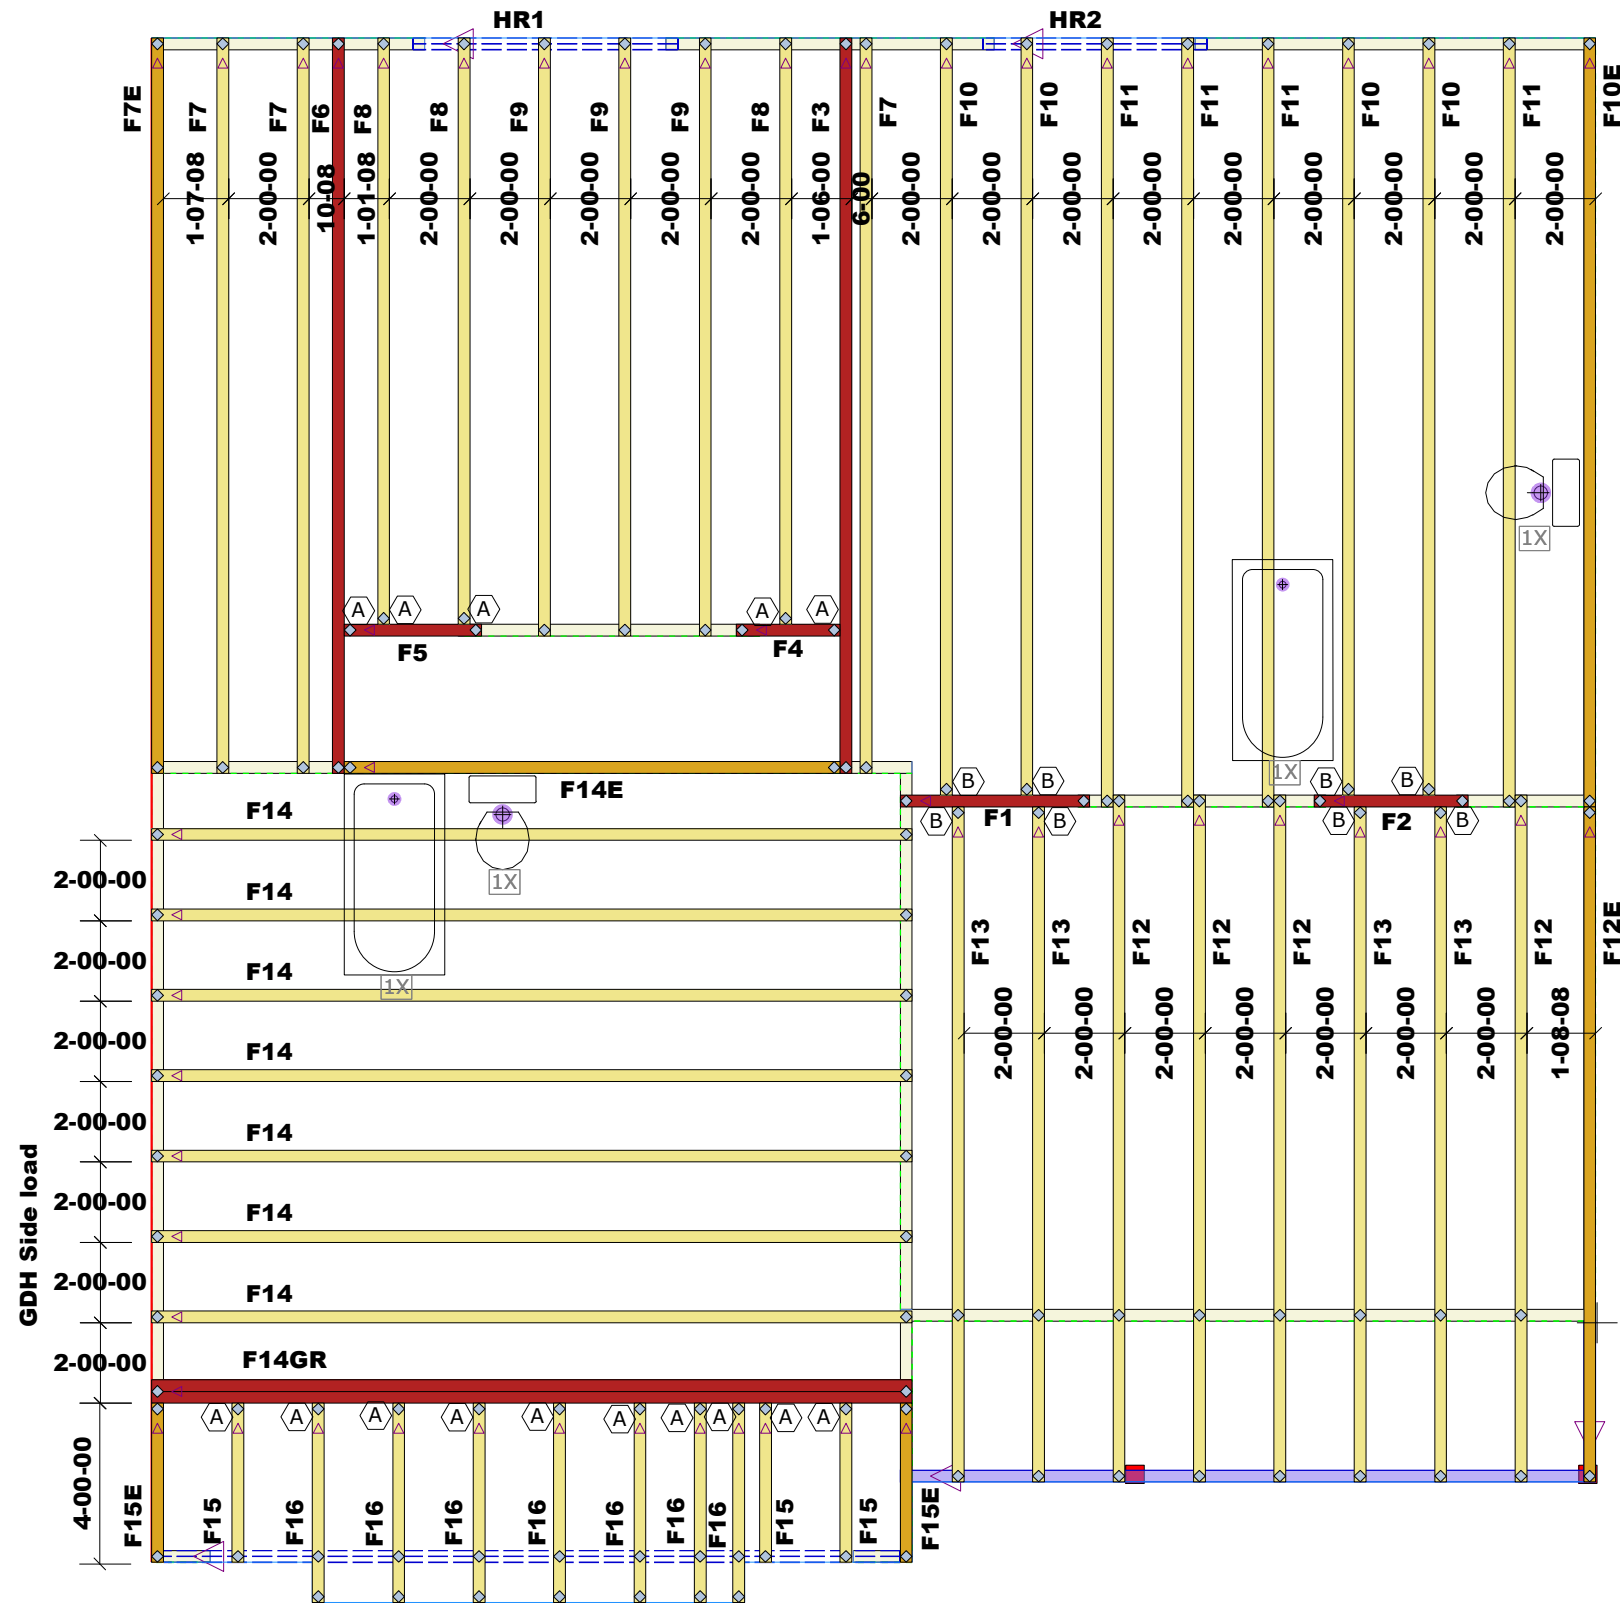 HR1
HR2
F7E
F7
F7
F6
F8
F8
F9
F9
F9
F8
F3
F7
F10
F10
F11
F11
F11
F10
F10
F11
F10E
1-07-08
2-00-00
10-08
1-01-08
2-00-00
2-00-00
2-00-00
2-00-00
2-00-00
1-06-00
6-00
2-00-00
2-00-00
2-00-00
2-00-00
2-00-00
2-00-00
2-00-00
2-00-00
2-00-00
1X
A
A
A
A
A
F5
F4
1X
F14E
B
B
B
B
F1
F2
B
B
B
B
F14
F14
F14
F14
F14
F14
F14
F14GR
1X
1X
2-00-00
2-00-00
2-00-00
2-00-00
2-00-00
2-00-00
2-00-00
4-00-00
GDH Side load
F13
F13
F12
F12
F12
F13
F13
F12
F12E
2-00-00
2-00-00
2-00-00
2-00-00
2-00-00
2-00-00
2-00-00
1-08-08
A
A
A
A
A
A
A
A
A
A
F15E
F15
F16
F16
F16
F16
F16
F16
F16
F15
F15
F15E